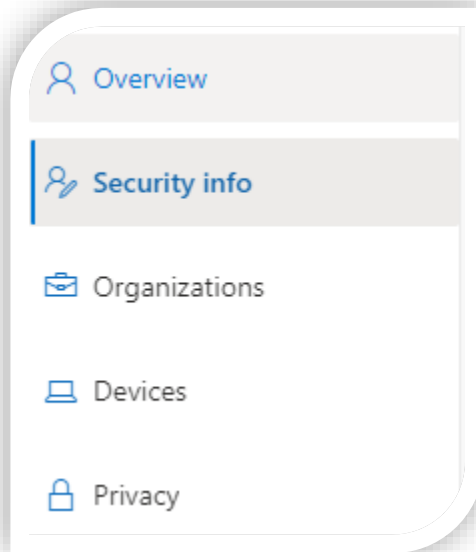 Overview
Security info
Organizations
Devices
Privacy